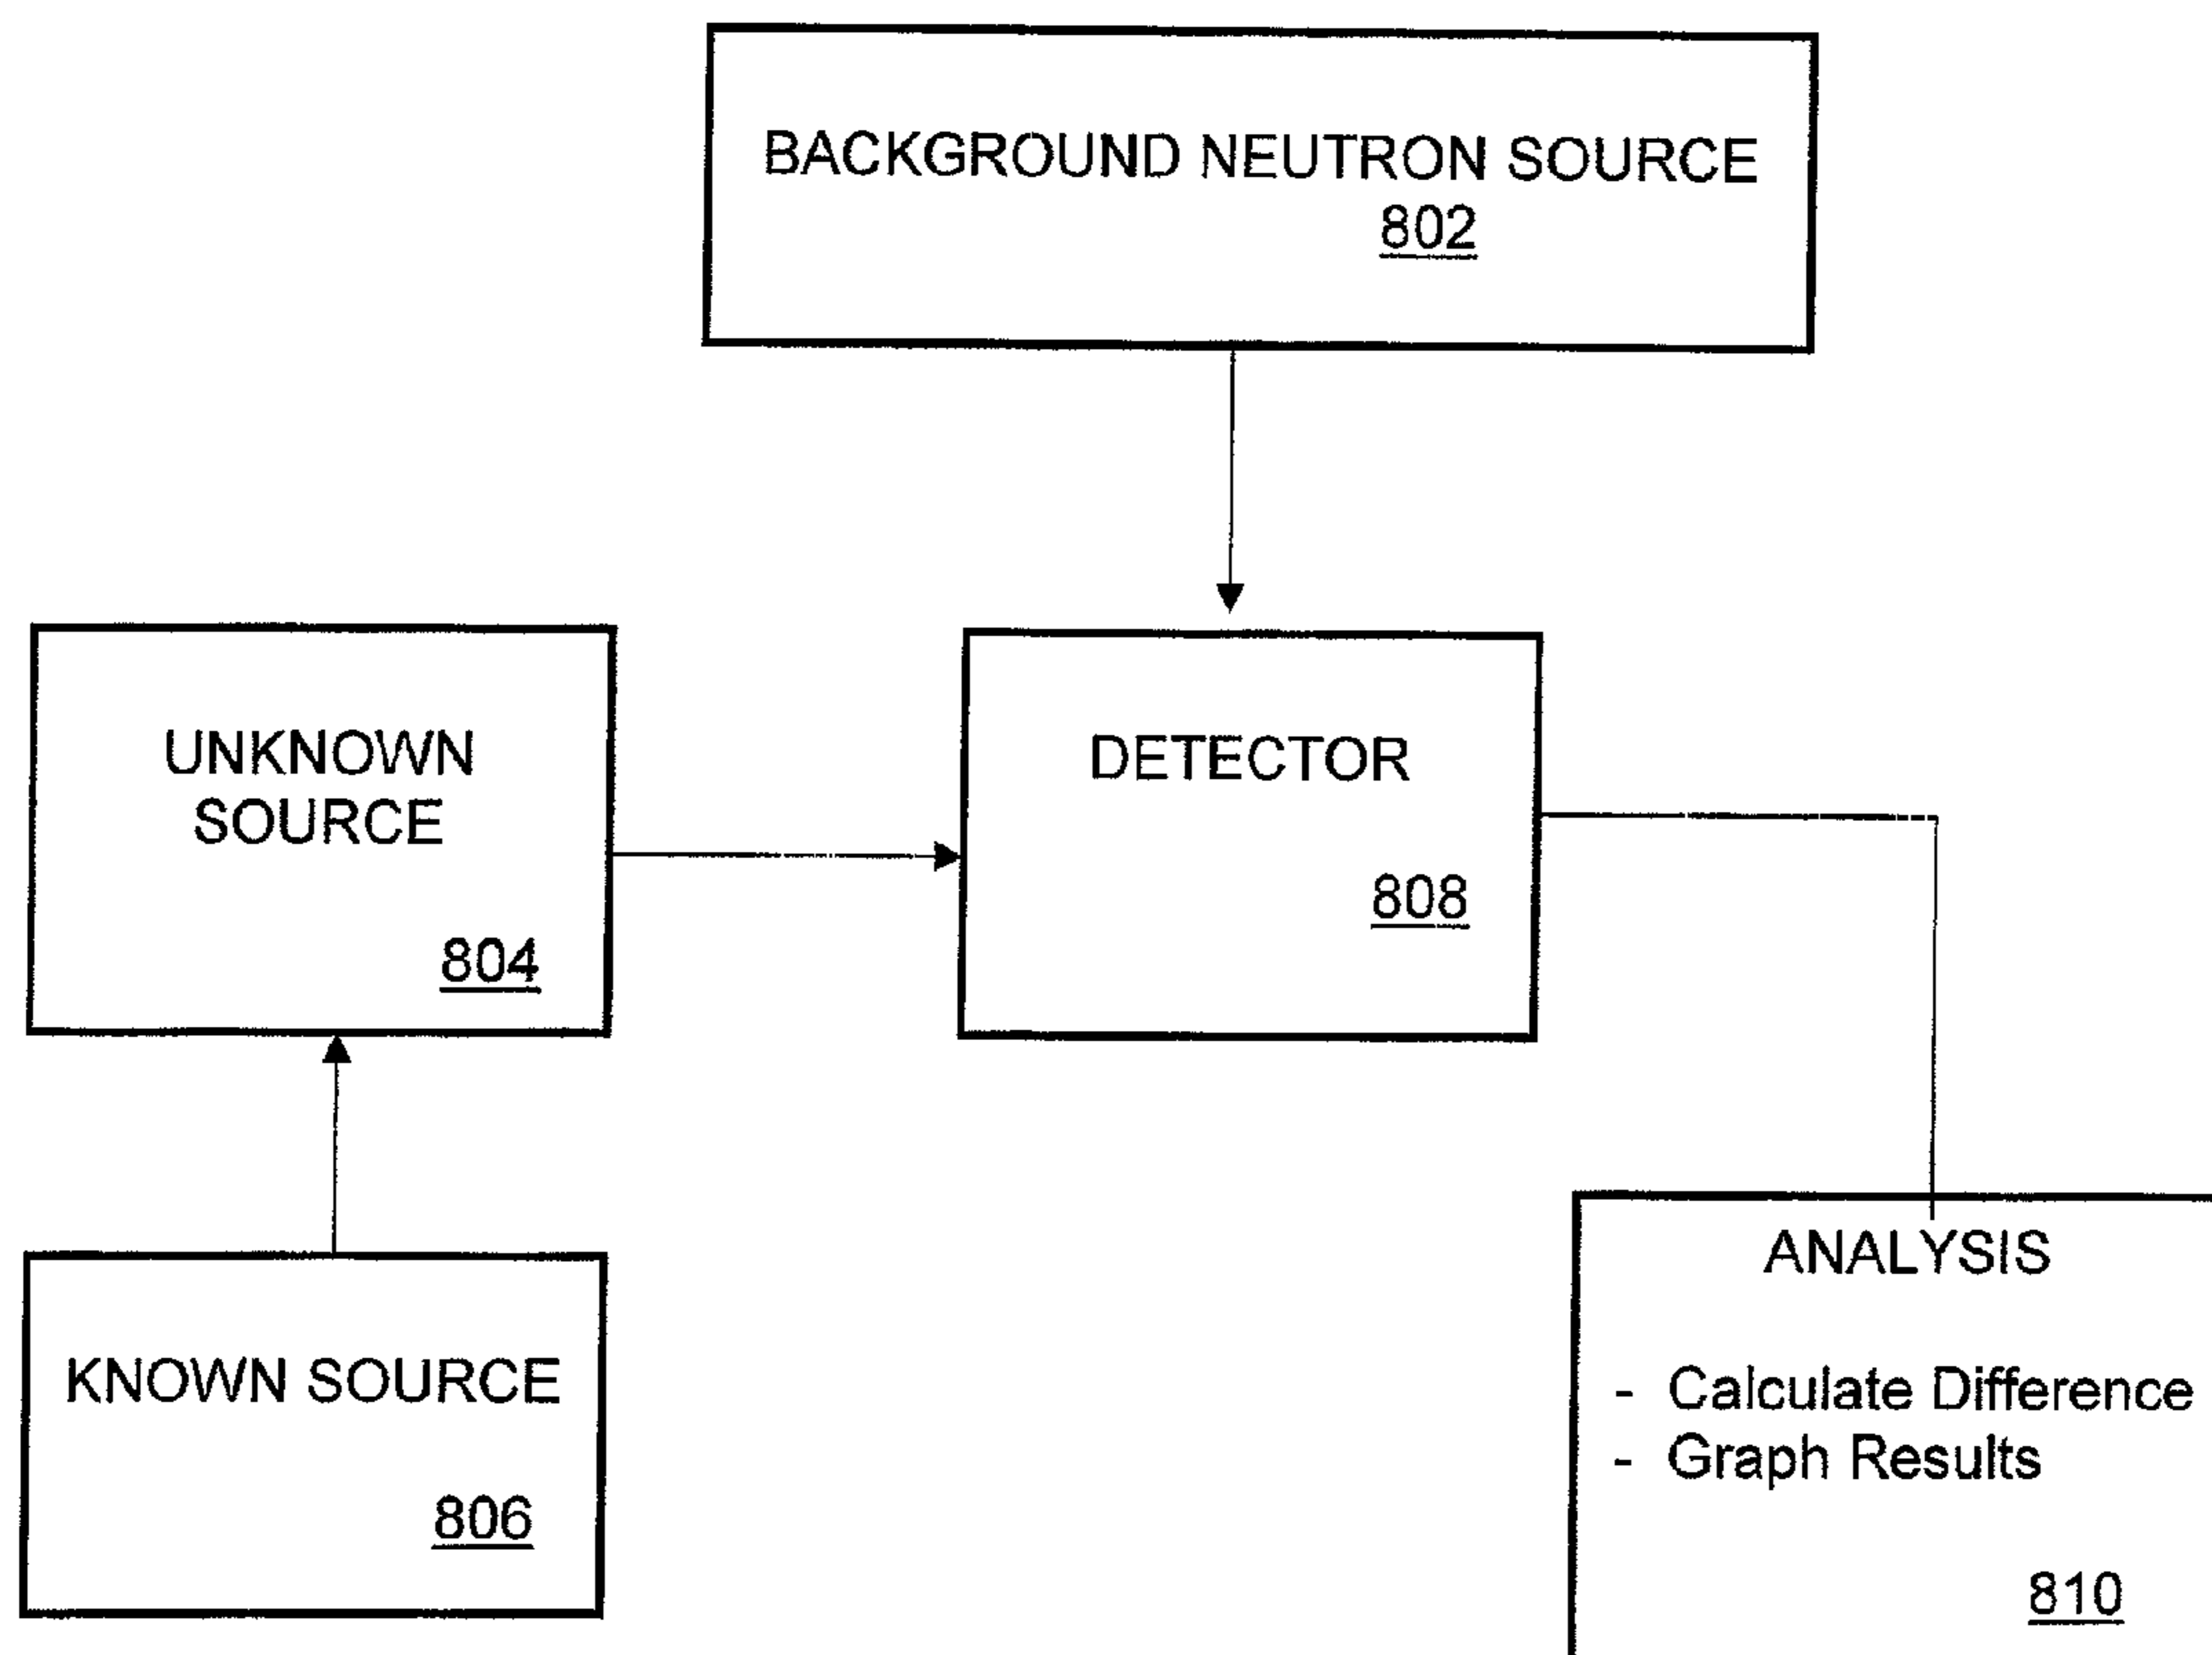 BACKGROUND NEUTRON SOURCE
802
UNKNOWN
SOURCE
804
DETECTOR
808
KNOWN SOURCE
806
ANALYSIS
- Calculate Difference
- Graph Results
810